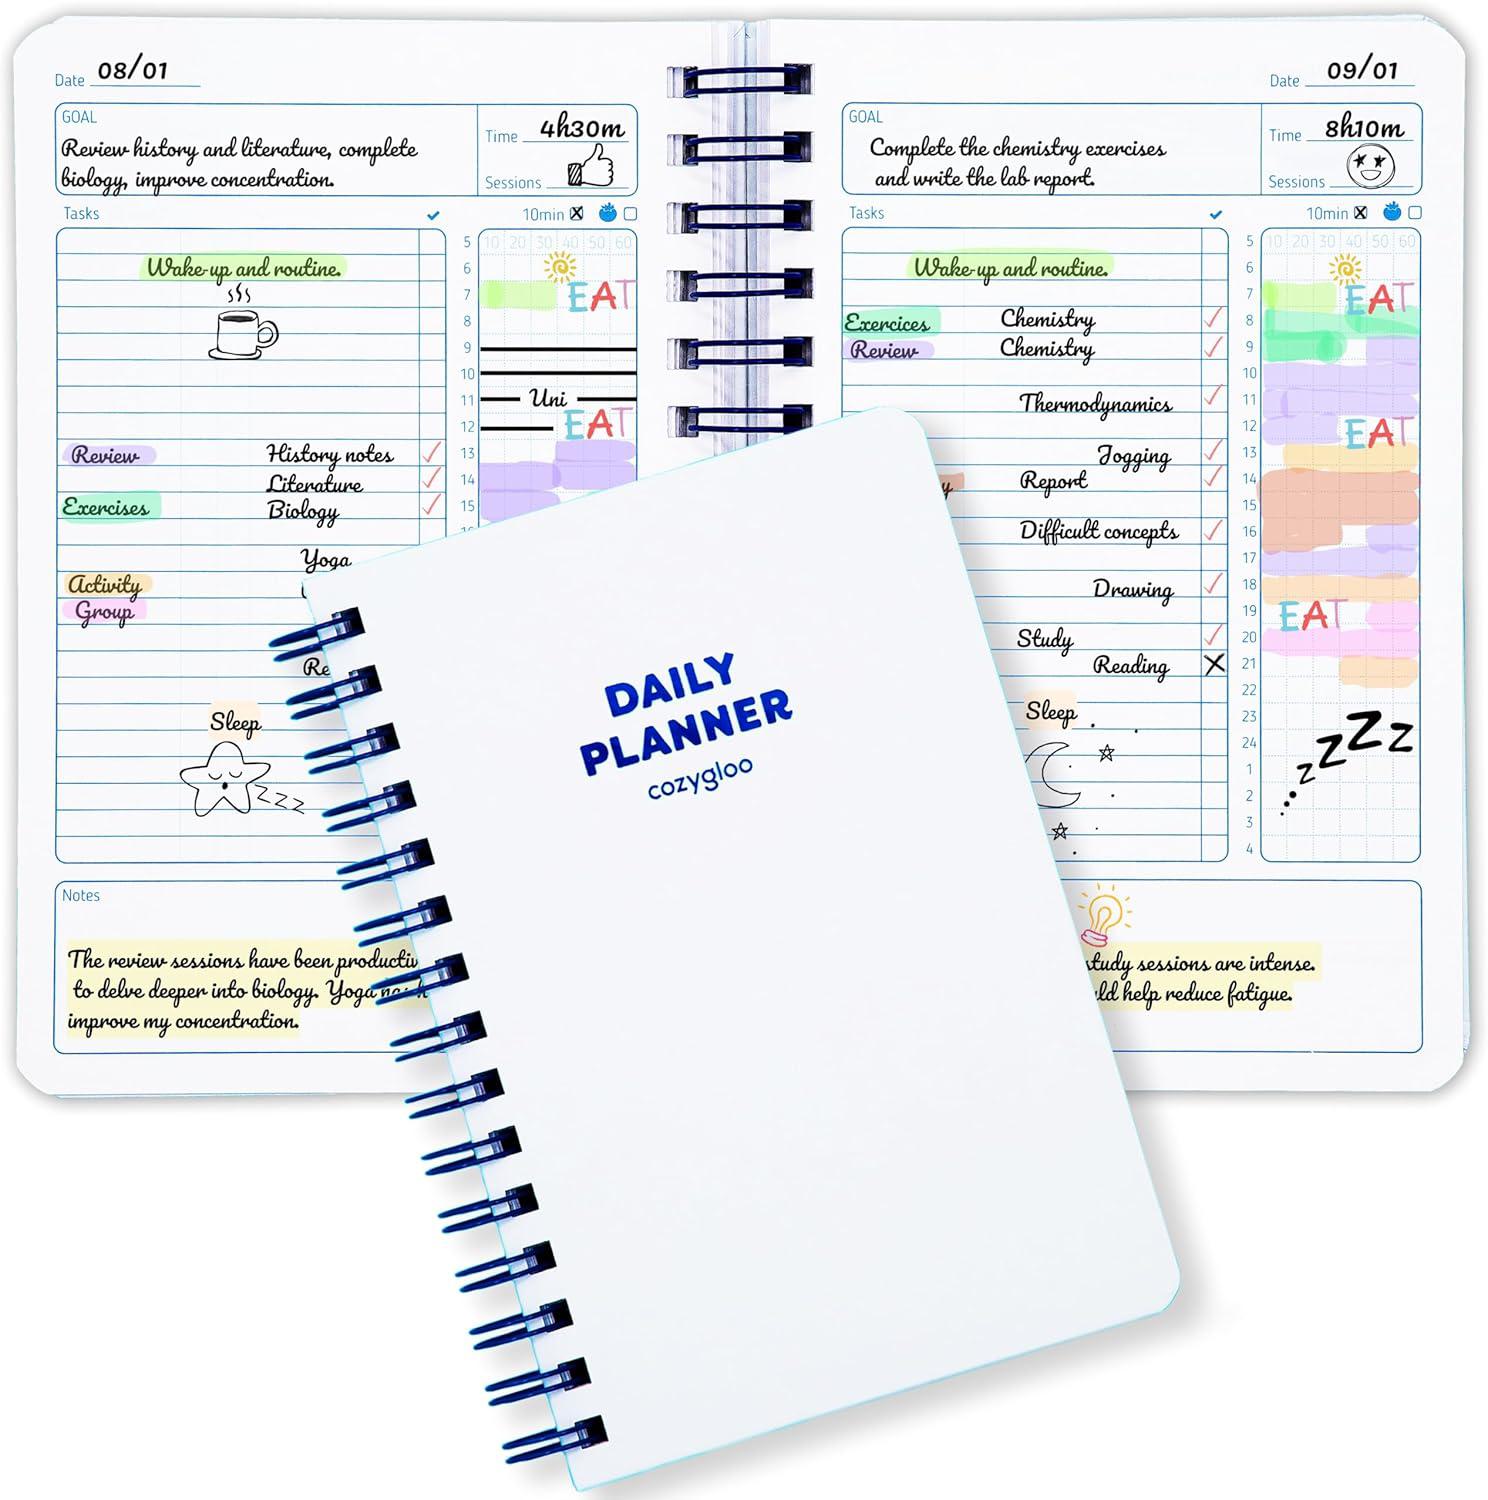 Date 08/01
GOAL
Review history and literature, complete
biology, improve concentration.
Time 4h30m
Sessions
Tasks
10min
10 20 30 40 50 60
Wake-up and routine.
Review History notes
Literature
Exercises Biology
Yoga
Activity
Group
Sleep
zzz
5
6
7 EAT
8
9
10
11 Uni
12 EAT
13
14
15
Notes
The review sessions have been
to delve deeper into biology. Yoga
improve my concentration.
Date 09/01
GOAL
Complete the chemistry exercises
and write the lab report.
Time 8h10m
Sessions
Tasks
10min
10 20 30 40 50 60
Wake-up and routine.
Exercices Chemistry
Review Chemistry
Thermodynamics
Jogging
Report
Difficult concepts
Drawing
Study
Reading
Sleep
5
6
7 EAT
8
9
10
11
12 EAT
13
14
15
16
17
18
19 EAT
20
21
22
23
24
1
2
3
4
zZZZ
study sessions are intense.
help reduce fatigue.
DAILY
PLANNER
cozygloo